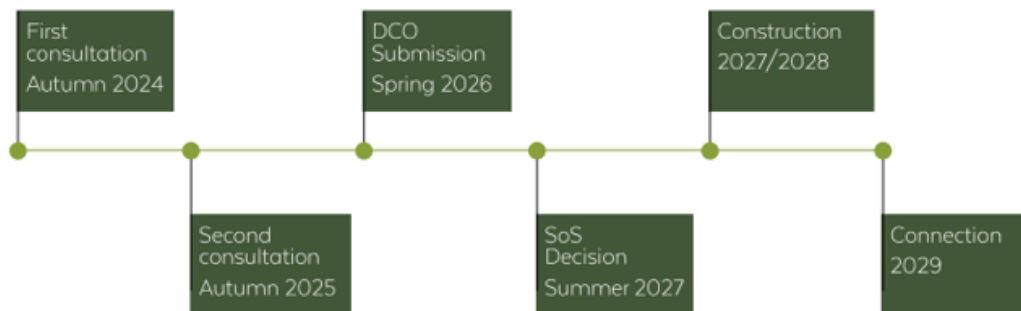 First
consultation
Autumn 2024
Second
consultation
Autumn 2025
DCO
Submission
Spring 2026
SoS
Decision
Summer 2027
Construction
2027/2028
Connection
2029